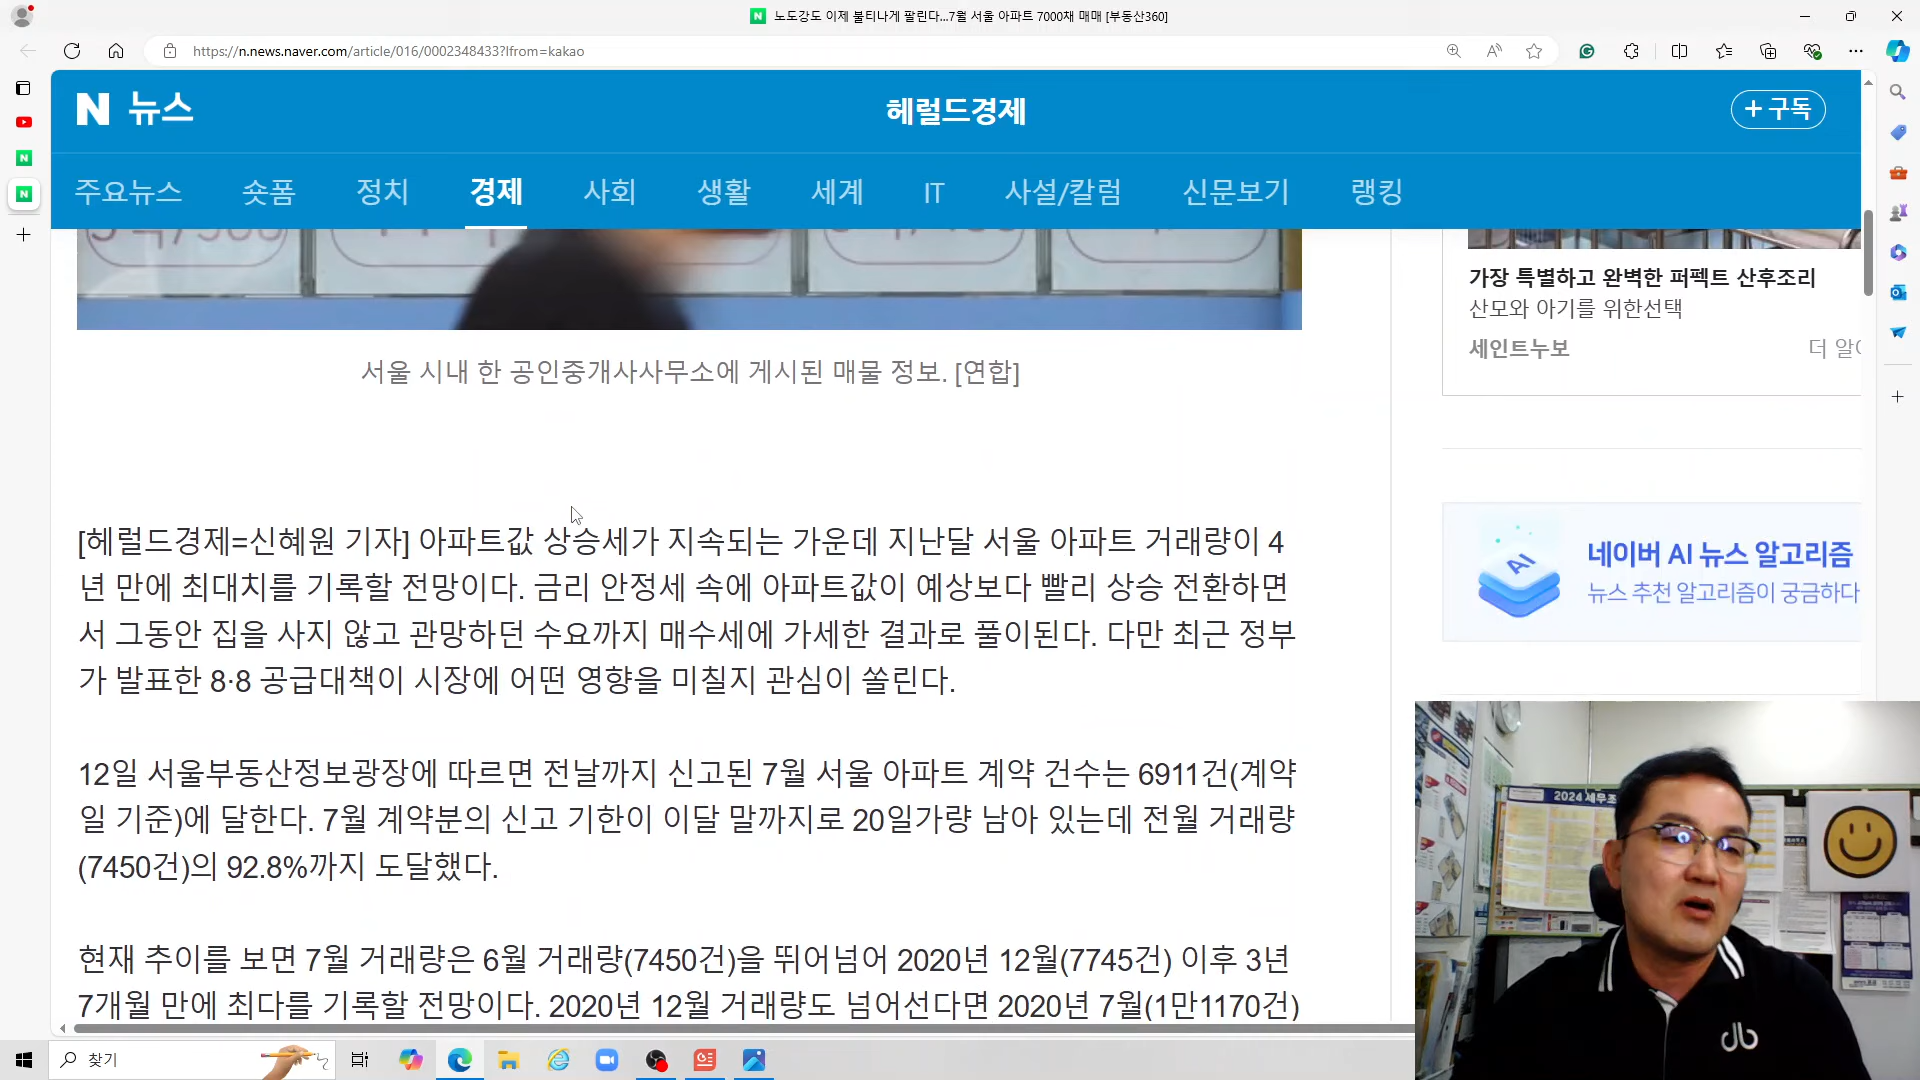 노도강도 이제 불티나게 팔린다...7월 서울 아파트 7000채 매매 [부동산360]
https://n.news.naver.com/article/016/0002348433?lfrom=kakao
N 뉴스
헤럴드경제
+ 구독
주요뉴스 숏폼 정치 경제 사회 생활 세계 IT 사설/칼럼 신문보기 랭킹
서울 시내 한 공인중개사사무소에 게시된 매물 정보. [연합]
[헤럴드경제=신혜원 기자] 아파트값 상승세가 지속되는 가운데 지난달 서울 아파트 거래량이 4
년 만에 최대치를 기록할 전망이다. 금리 안정세 속에 아파트값이 예상보다 빨리 상승 전환하면
서 그동안 집을 사지 않고 관망하던 수요까지 매수세에 가세한 결과로 풀이된다. 다만 최근 정부
가 발표한 8·8 공급대책이 시장에 어떤 영향을 미칠지 관심이 쏠린다.
12일 서울부동산정보광장에 따르면 전날까지 신고된 7월 서울 아파트 계약 건수는 6911건(계약
일 기준)에 달한다. 7월 계약분의 신고 기한이 이달 말까지로 20일가량 남아 있는데 전월 거래량
(7450건)의 92.8%까지 도달했다.
현재 추이를 보면 7월 거래량은 6월 거래량(7450건)을 뛰어넘어 2020년 12월(7745건) 이후 3년
7개월 만에 최다를 기록할 전망이다. 2020년 12월 거래량도 넘어선다면 2020년 7월(1만1170건)
가장 특별하고 완벽한 퍼펙트 산후조리
산모와 아기를 위한선택
세인트누보
더
AI
네이버 AI 뉴스 알고리즘
뉴스 추천 알고리즘이 궁금하다
2024 세무조
찾기